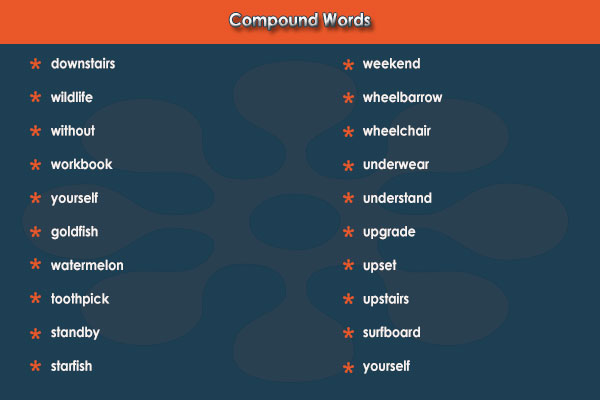 Compound Words
* downstairs
* wildlife
* without
* workbook
* yourself
* goldfish
* watermelon
* toothpick
* standby
* starfish
* weekend
* wheelbarrow
* wheelchair
* underwear
* understand
* upgrade
* upset
* upstairs
* surfboard
* yourself